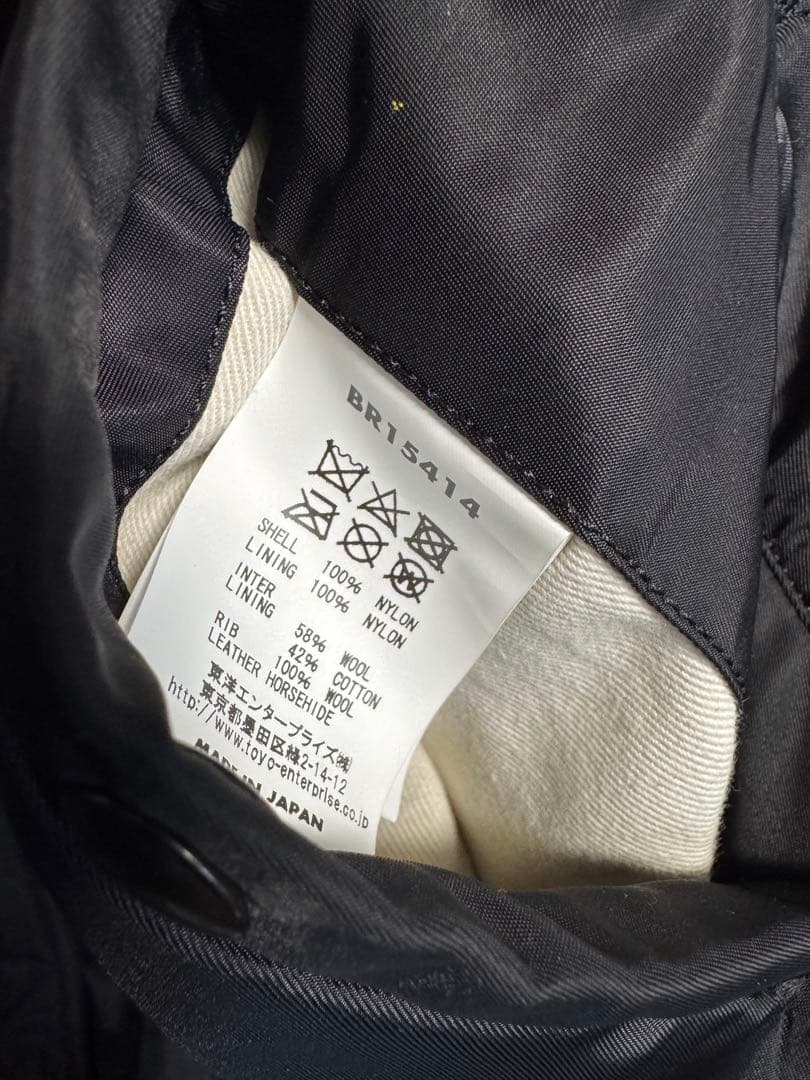 BR15414
SHELL 100% NYLON
LINING 100% NYLON
INTER
LINING 58% WOOL
42% COTTON
RIB 100% WOOL
LEATHER HORSEHIDE
東洋エンタープライズ㈱
東京都墨田区緑2-14-12
http://www.toyo-enterprise.co.jp
MADE IN JAPAN